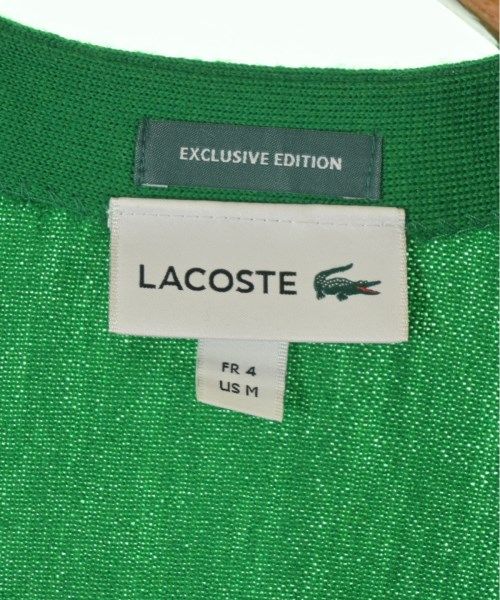 EXCLUSIVE EDITION
LACOSTE
FR 4
US M